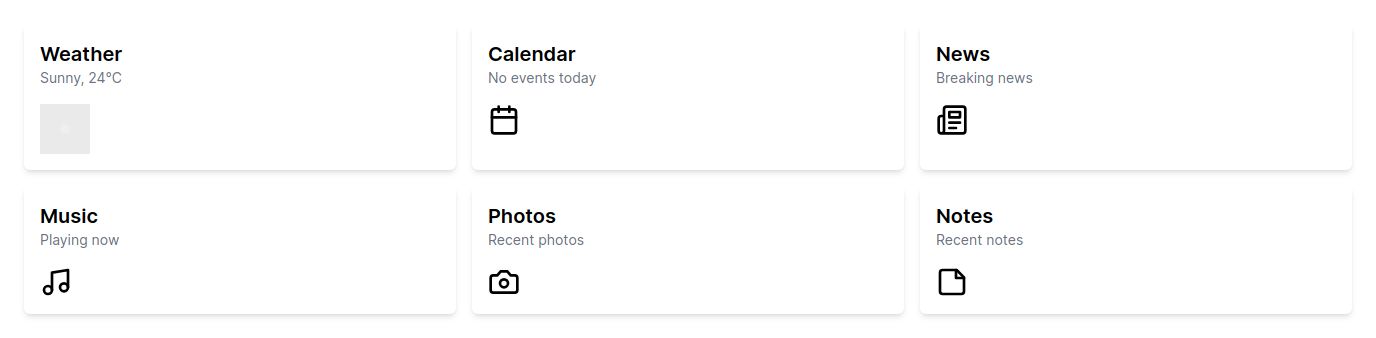 Weather
Sunny, 24°C
Calendar
No events today
News
Breaking news
Music
Playing now
Photos
Recent photos
Notes
Recent notes